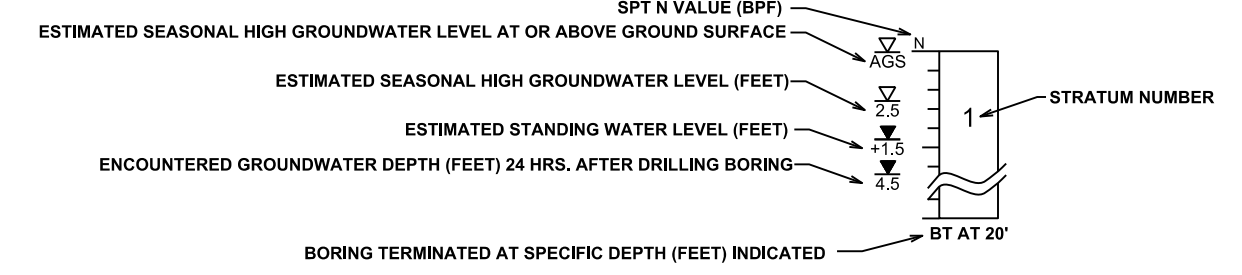 SPT N VALUE (BPF)
ESTIMATED SEASONAL HIGH GROUNDWATER LEVEL AT OR ABOVE GROUND SURFACE
N
AGS
ESTIMATED SEASONAL HIGH GROUNDWATER LEVEL (FEET)
2.5
1
STRATUM NUMBER
ESTIMATED STANDING WATER LEVEL (FEET)
+1.5
ENCOUNTERED GROUNDWATER DEPTH (FEET) 24 HRS. AFTER DRILLING BORING
4.5
BT AT 20'
BORING TERMINATED AT SPECIFIC DEPTH (FEET) INDICATED